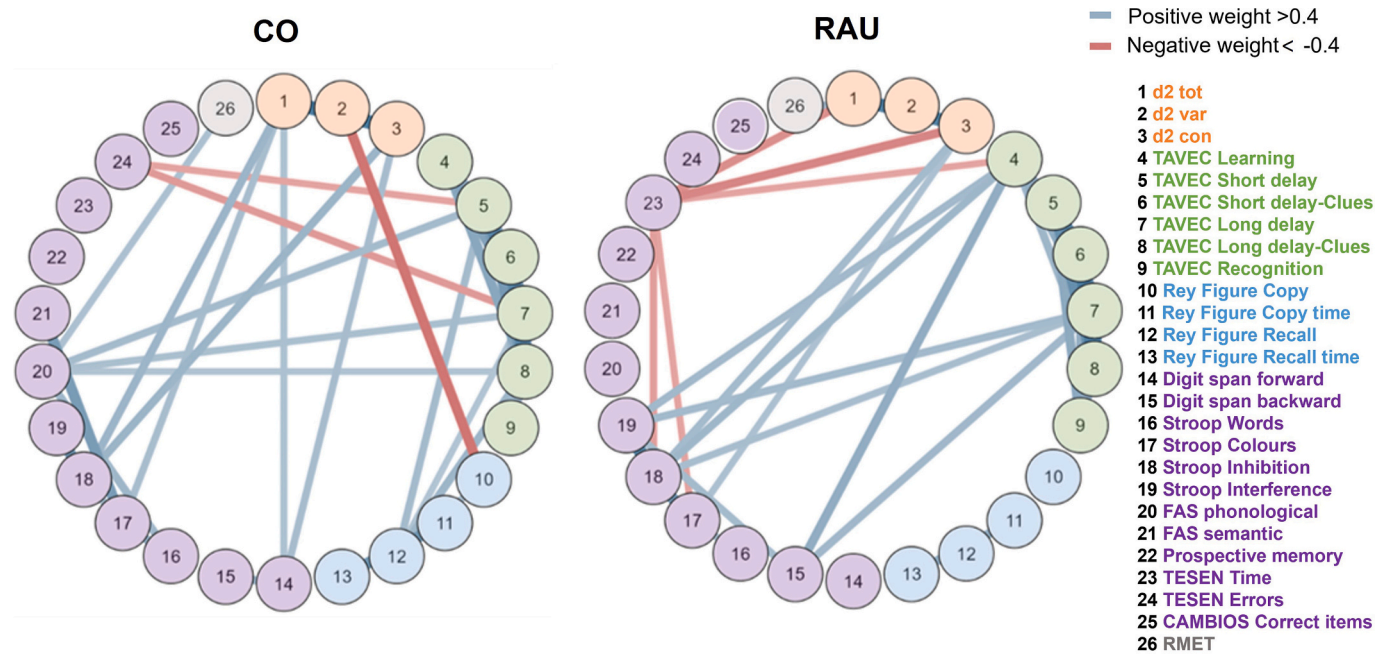 CO
RAU
Positive weight >0.4
Negative weight < -0.4
1
2
3
4
5
6
7
8
9
10
11
12
13
14
15
16
17
18
19
20
21
22
23
24
25
26
1
2
3
4
5
6
7
8
9
10
11
12
13
14
15
16
17
18
19
20
21
22
23
24
25
26
1 d2 tot
2 d2 var
3 d2 con
4 TAVEC Learning
5 TAVEC Short delay
6 TAVEC Short delay-Clues
7 TAVEC Long delay
8 TAVEC Long delay-Clues
9 TAVEC Recognition
10 Rey Figure Copy
11 Rey Figure Copy time
12 Rey Figure Recall
13 Rey Figure Recall time
14 Digit span forward
15 Digit span backward
16 Stroop Words
17 Stroop Colours
18 Stroop Inhibition
19 Stroop Interference
20 FAS phonological
21 FAS semantic
22 Prospective memory
23 TESEN Time
24 TESEN Errors
25 CAMBIOS Correct items
26 RMET